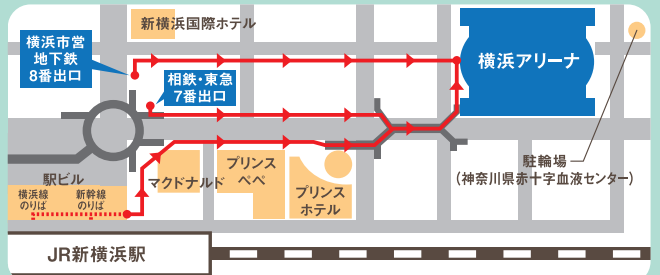 新横浜国際ホテル
横浜市営
地下鉄
8番出口
相鉄・東急
7番出口
横浜アリーナ
駐輪場
(神奈川県赤十字血液センター)
駅ビル
横浜線
のりば
新幹線
のりば
マクドナルド
プリンス
ペペ
プリンス
ホテル
JR新横浜駅